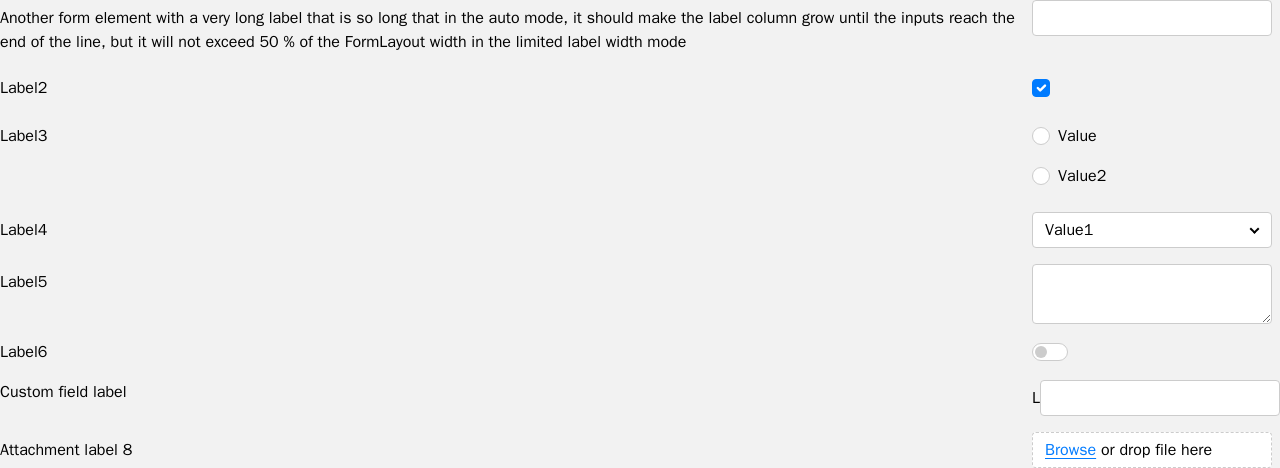 Another form element with a very long label that is so long that in the auto mode, it should make the label column grow until the inputs reach the
end of the line, but it will not exceed 50 % of the FormLayout width in the limited label width mode
Label2
Label3
Value
Value2
Label4
Value1
Label5
Label6
Custom field label
L
Attachment label 8
Browse or drop file here